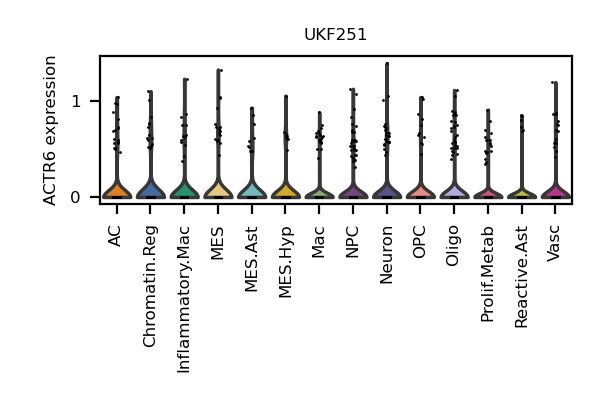 UKF251
ACTR6 expression
1
0
AC
Chromatin.Reg
Inflammatory.Mac
MES
MES.Ast
MES.Hyp
Mac
NPC
Neuron
OPC
Oligo
Prolif.Metab
Reactive.Ast
Vasc